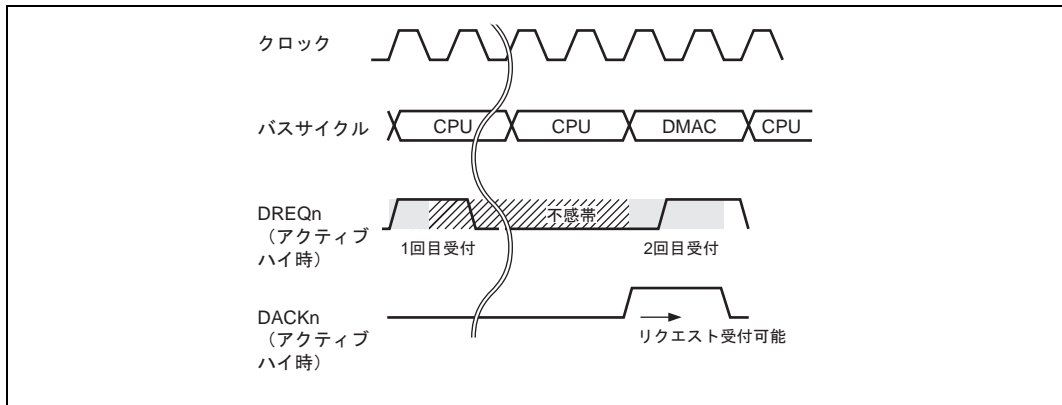 クロック
バスサイクル CPU CPU DMAC CPU
DREQn
（アクティブ
ハイ時）
不感帯
1回目受付 2回目受付
DACKn
（アクティブ
ハイ時）
リクエスト受付可能